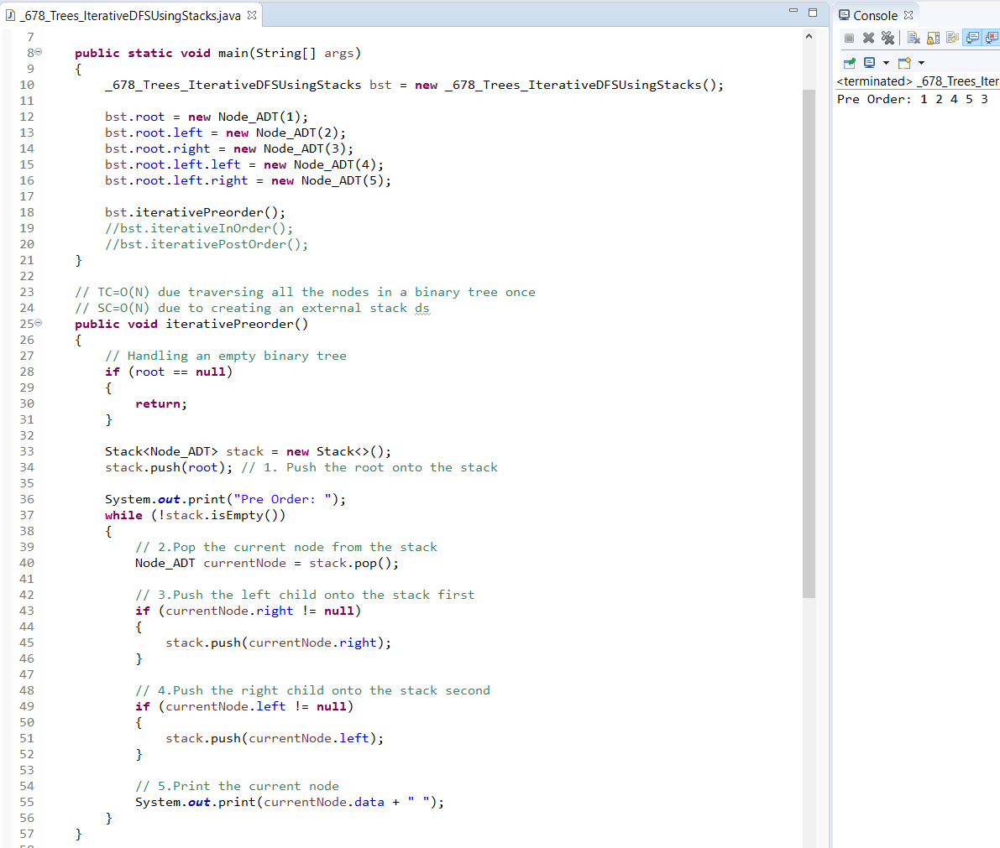 _678_Trees_IterativeDFSUsingStacks.java
7
8 public static void main(String[] args)
9 {
10 _678_Trees_IterativeDFSUsingStacks bst = new _678_Trees_IterativeDFSUsingStacks();
11
12 bst.root = new Node_ADT(1);
13 bst.root.left = new Node_ADT(2);
14 bst.root.right = new Node_ADT(3);
15 bst.root.left.left = new Node_ADT(4);
16 bst.root.left.right = new Node_ADT(5);
17
18 bst.iterativePreorder();
19 //bst.iterativeInOrder();
20 //bst.iterativePostOrder();
21 }
22
23 // TC=O(N) due traversing all the nodes in a binary tree once
24 // SC=O(N) due to creating an external stack ds
25 public void iterativePreorder()
26 {
27 // Handling an empty binary tree
28 if (root == null)
29 {
30 return;
31 }
32
33 Stack<Node_ADT> stack = new Stack<>();
34 stack.push(root); // 1. Push the root onto the stack
35
36 System.out.print("Pre Order: ");
37 while (!stack.isEmpty())
38 {
39 // 2.Pop the current node from the stack
40 Node_ADT currentNode = stack.pop();
41
42 // 3.Push the left child onto the stack first
43 if (currentNode.right != null)
44 {
45 stack.push(currentNode.right);
46 }
47
48 // 4.Push the right child onto the stack second
49 if (currentNode.left != null)
50 {
51 stack.push(currentNode.left);
52 }
53
54 // 5.Print the current node
55 System.out.print(currentNode.data + " ");
56 }
57 }
Console
<terminated> _678_Trees_Iter
Pre Order: 1 2 4 5 3